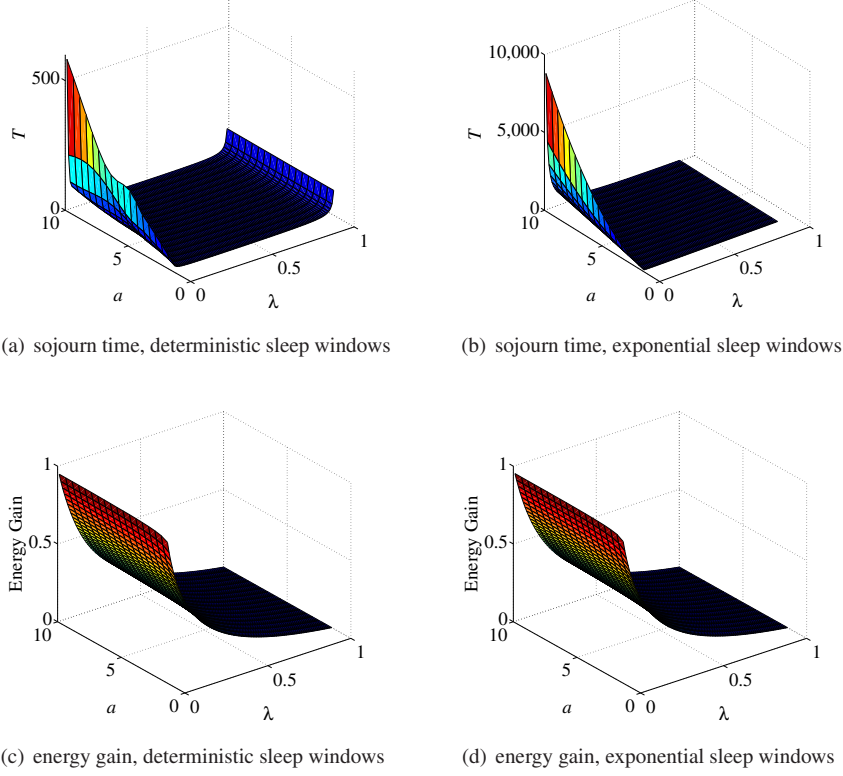 500
T
0
10
5
a
0
0
0.5
λ
1
(a) sojourn time, deterministic sleep windows
10,000
5,000
T
0
10
5
a
0
0
0.5
λ
1
(b) sojourn time, exponential sleep windows
1
0.5
Energy Gain
0
10
5
a
0
0
0.5
λ
1
(c) energy gain, deterministic sleep windows
1
0.5
Energy Gain
0
10
5
a
0
0
0.5
λ
1
(d) energy gain, exponential sleep windows